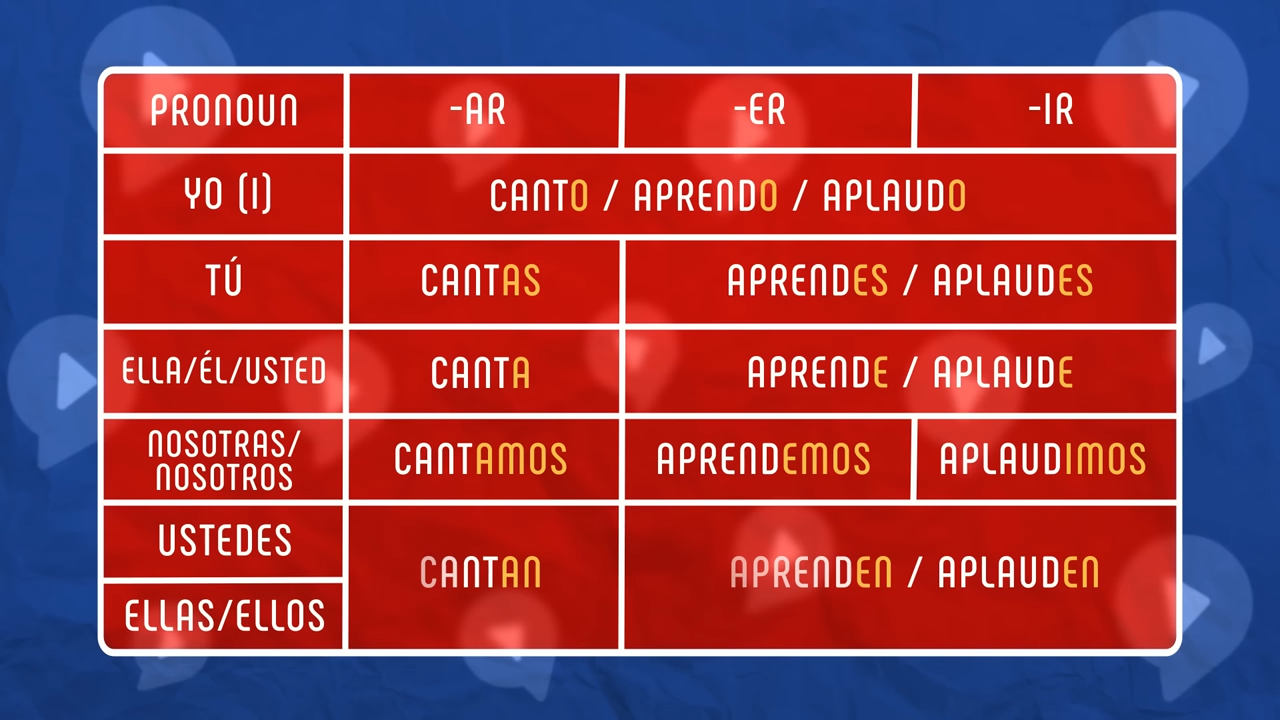 PRONOUN -AR -ER -IR
YO (I) CANTO / APRENDO / APLAUDO
TÚ CANTAS APRENDES / APLAUDES
ELLA/ÉL/USTED CANTA APRENDE / APLAUDE
NOSOTRAS/
NOSOTROS CANTAMOS APRENDEMOS APLAUDIMOS
USTEDES
CANTAN APRENDEN / APLAUDEN
ELLAS/ELLOS